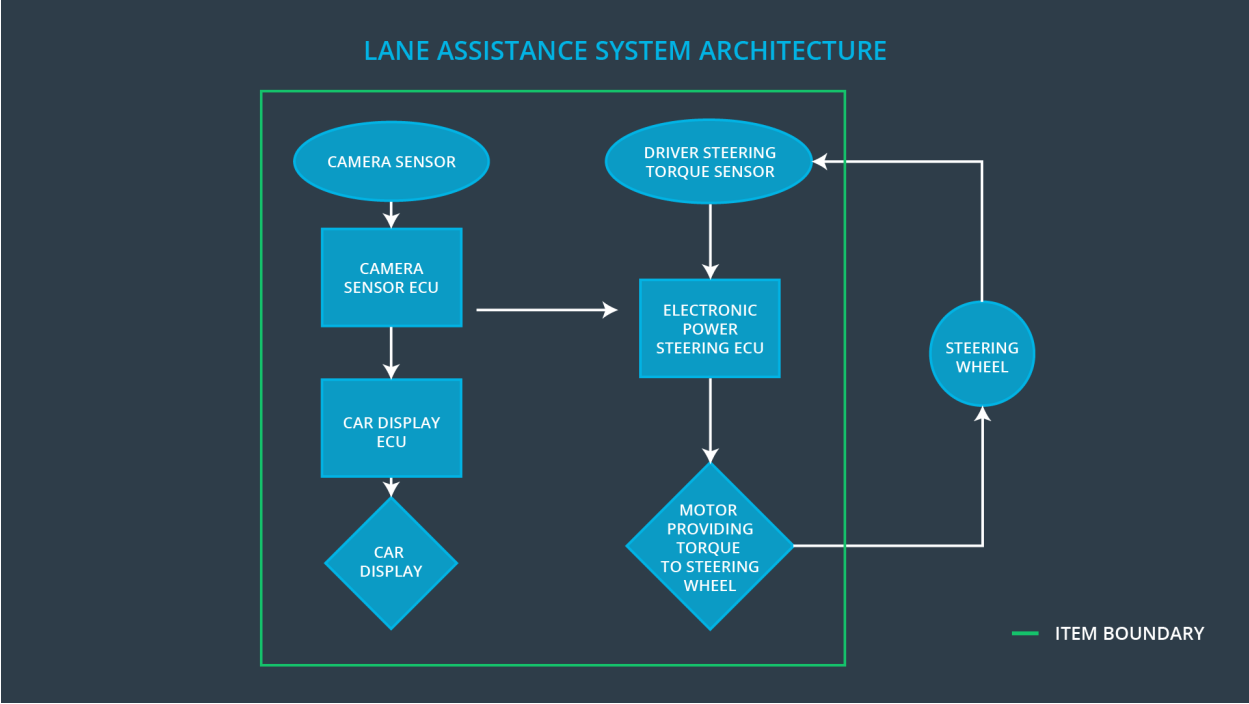 LANE ASSISTANCE SYSTEM ARCHITECTURE
CAMERA SENSOR
CAMERA
SENSOR ECU
CAR DISPLAY
ECU
CAR
DISPLAY
DRIVER STEERING
TORQUE SENSOR
ELECTRONIC
POWER
STEERING ECU
MOTOR
PROVIDING
TORQUE
TO STEERING
WHEEL
STEERING
WHEEL
ITEM BOUNDARY